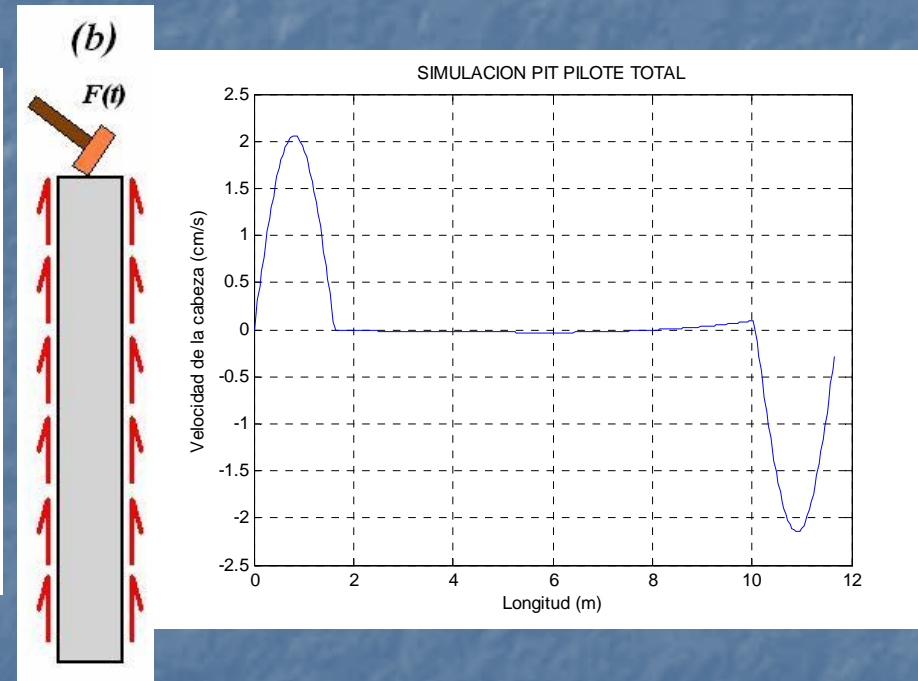 (b)
F(t)
SIMULACION PIT PILOTE TOTAL
Velocidad de la cabeza (cm/s)
2.5
2
1.5
1
0.5
0
-0.5
-1
-1.5
-2
-2.5
0 2 4 6 8 10 12
Longitud (m)